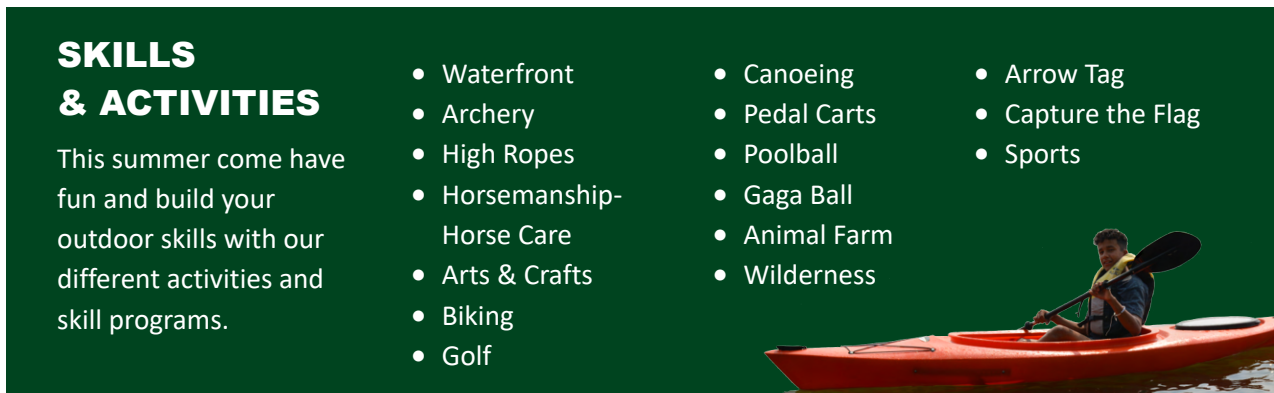 SKILLS
& ACTIVITIES
This summer come have
fun and build your
outdoor skills with our
different activities and
skill programs.
• Waterfront
• Archery
• High Ropes
• Horsemanship-
Horse Care
• Arts & Crafts
• Biking
• Golf
• Canoeing
• Pedal Carts
• Poolball
• Gaga Ball
• Animal Farm
• Wilderness
• Arrow Tag
• Capture the Flag
• Sports